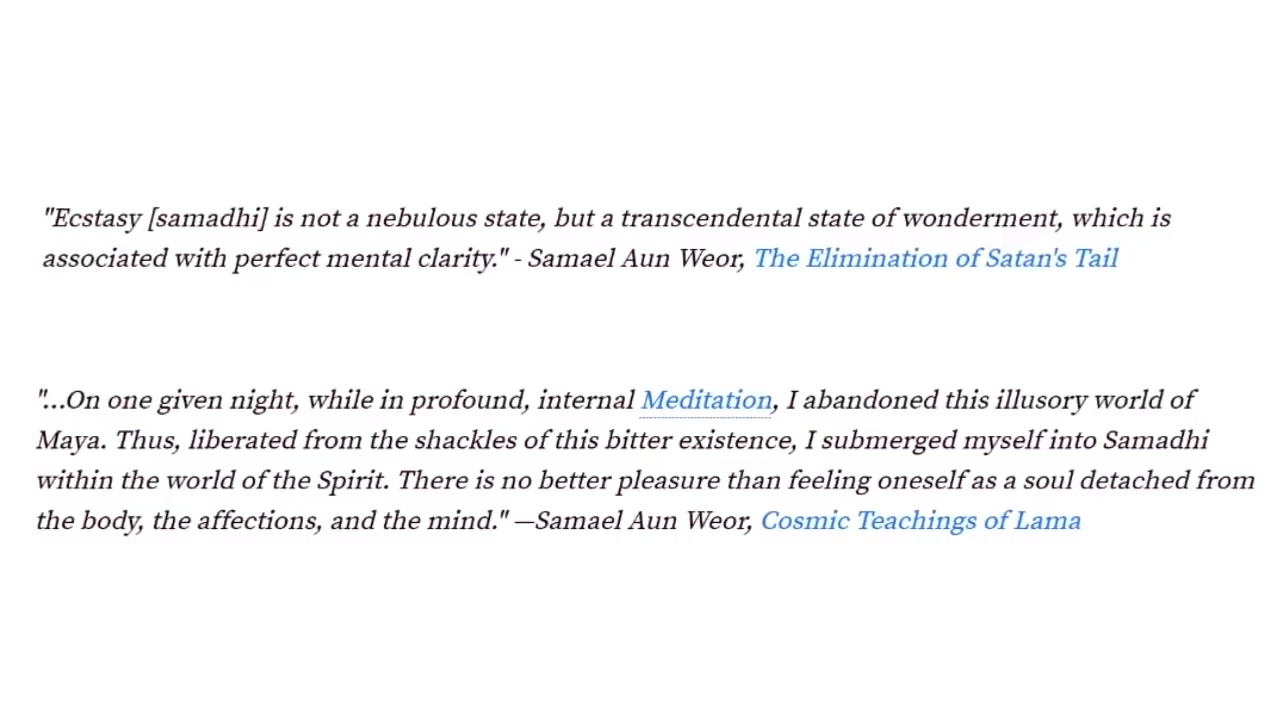 "Ecstasy [samadhi] is not a nebulous state, but a transcendental state of wonderment, which is
associated with perfect mental clarity." - Samael Aun Weor, The Elimination of Satan's Tail
"...On one given night, while in profound, internal Meditation, I abandoned this illusory world of
Maya. Thus, liberated from the shackles of this bitter existence, I submerged myself into Samadhi
within the world of the Spirit. There is no better pleasure than feeling oneself as a soul detached from
the body, the affections, and the mind." —Samael Aun Weor, Cosmic Teachings of Lama